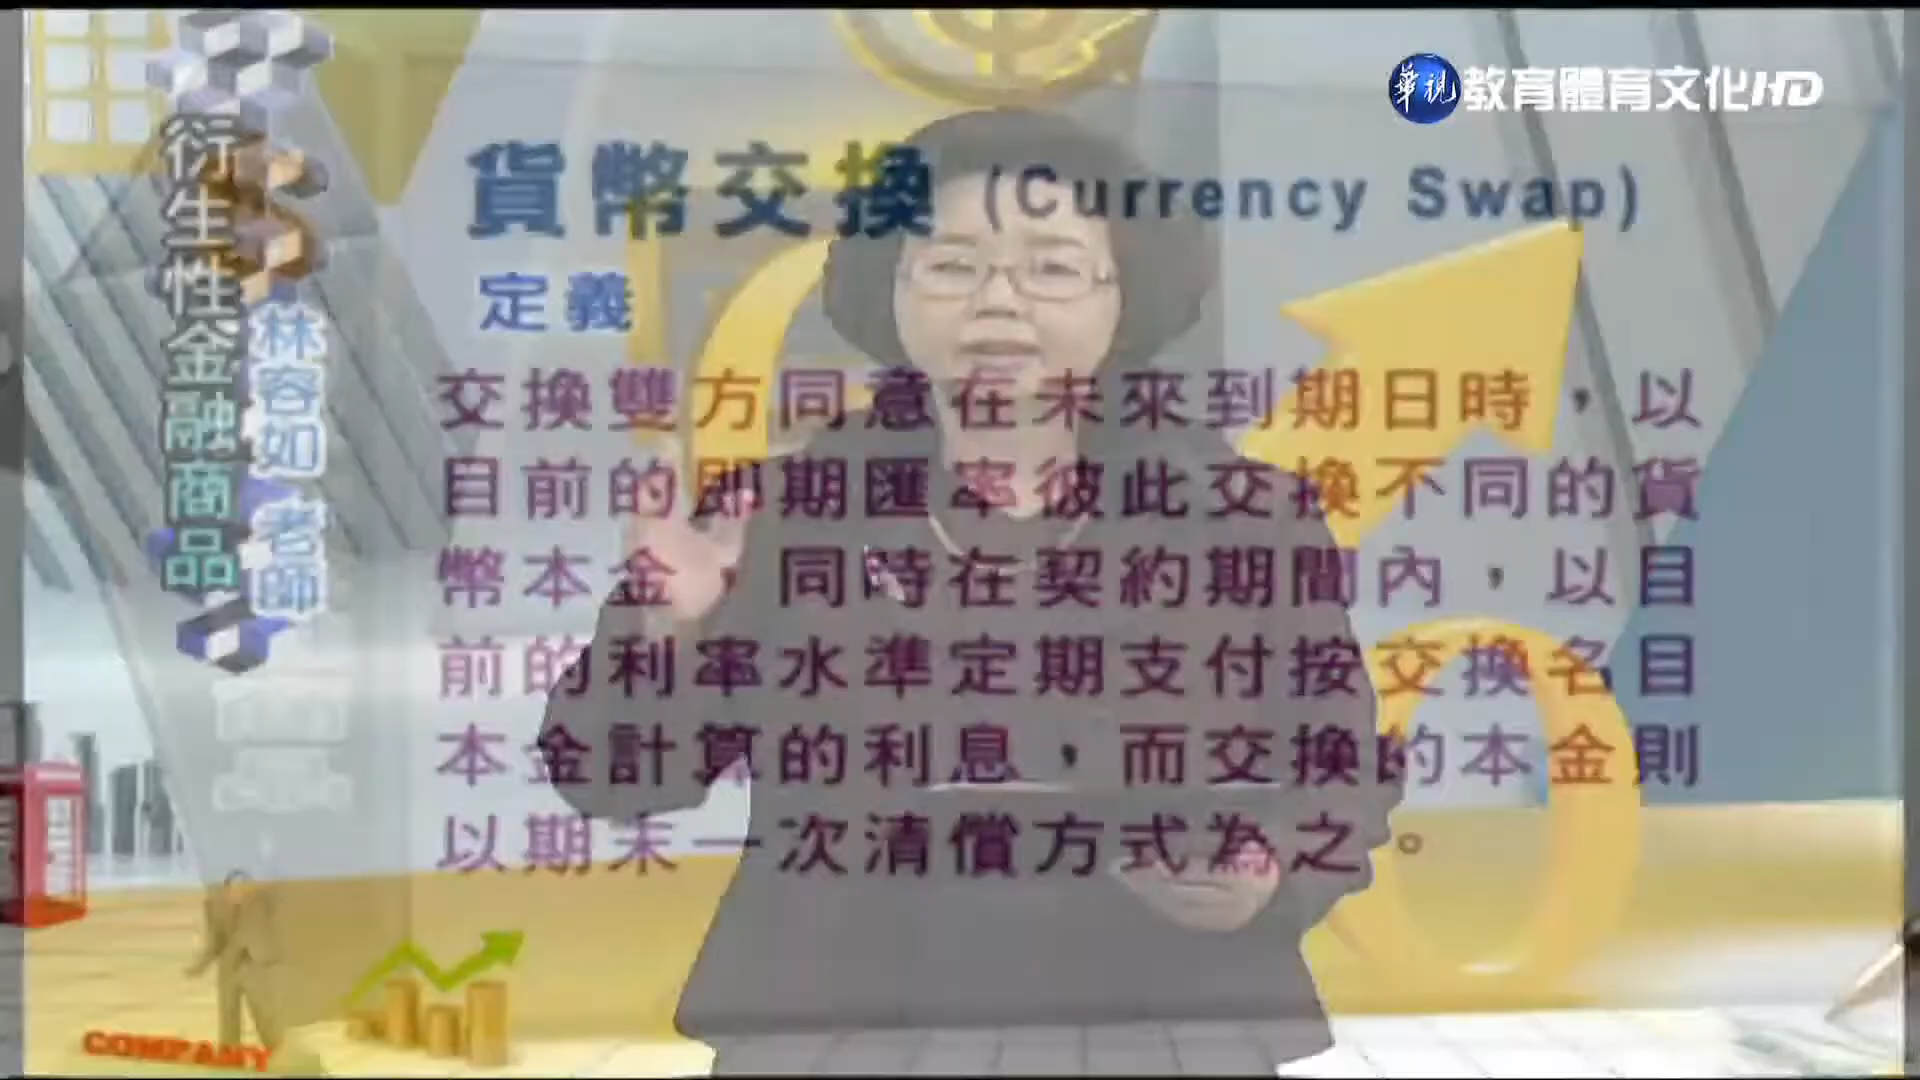 華視 教育體育文化HD
衍生性金融商品
林容如 老師
貨幣交換 (Currency Swap)
定義
交換雙方同意在未來到期日時，以
目前的即期匯率彼此交換不同的貨
幣本金，同時在契約期間內，以目
前的利率水準定期支付按交換名目
本金計算的利息，而交換的本金則
以期末一次清償方式為之。
COMPANY